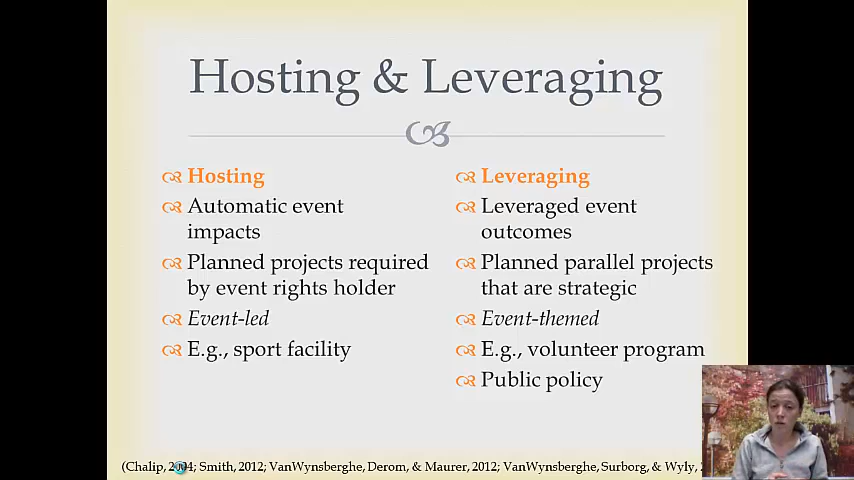 Hosting & Leveraging
Hosting
Automatic event
impacts
Planned projects required
by event rights holder
Event-led
E.g., sport facility
Leveraging
Leveraged event
outcomes
Planned parallel projects
that are strategic
Event-themed
E.g., volunteer program
Public policy
(Chalip, 2004; Smith, 2012; VanWynsberghe, Derom, & Maurer, 2012; VanWynsberghe, Surborg, & Wyly,